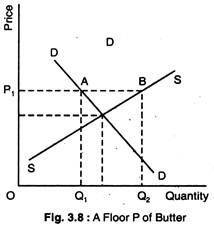 Price
D
D
P1
A
B
S
S
D
O
Q1
Q2
Quantity
Fig. 3.8 : A Floor P of Butter